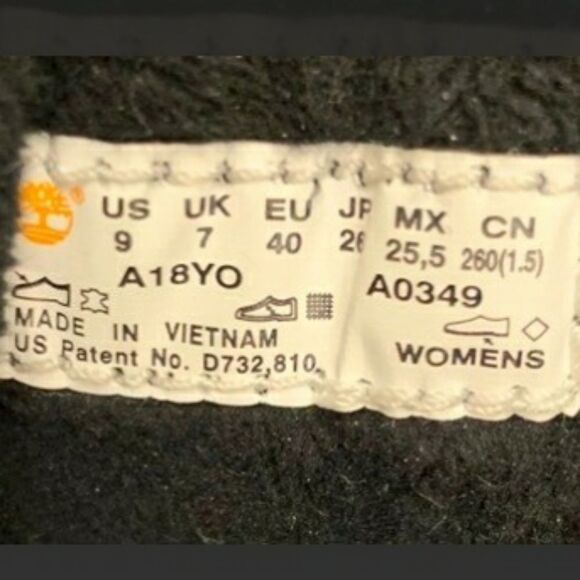 US UK EU JP MX CN
9 7 40 26 25,5 260(1.5)
A18YO A0349
MADE IN VIETNAM
US Patent No. D732,810. WOMENS